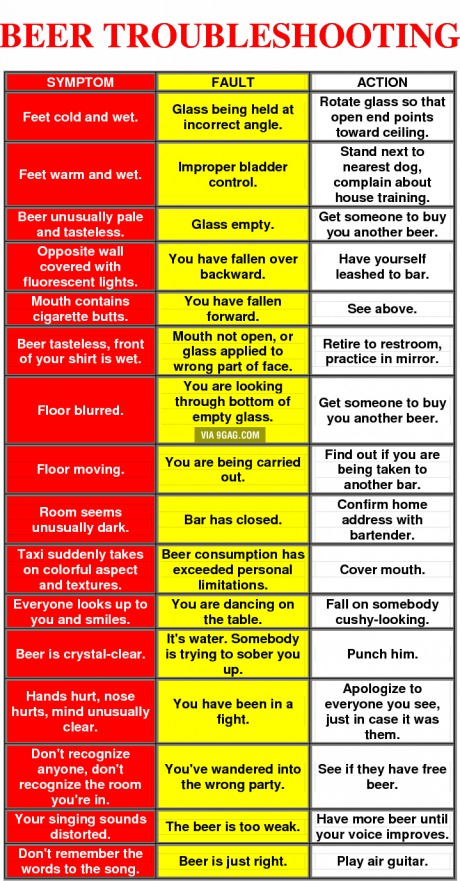 BEER TROUBLESHOOTING
SYMPTOM
FAULT
ACTION
Feet cold and wet.
Glass being held at
incorrect angle.
Rotate glass so that
open end points
toward ceiling.
Feet warm and wet.
Improper bladder
control.
Stand next to
nearest dog,
complain about
house training.
Beer unusually pale
and tasteless.
Glass empty.
Get someone to buy
you another beer.
Opposite wall
covered with
fluorescent lights.
You have fallen over
backward.
Have yourself
leashed to bar.
Mouth contains
cigarette butts.
You have fallen
forward.
See above.
Beer tasteless, front
of your shirt is wet.
Mouth not open, or
glass applied to
wrong part of face.
Retire to restroom,
practice in mirror.
Floor blurred.
You are looking
through bottom of
empty glass.
VIA 9GAG.COM
Get someone to buy
you another beer.
Floor moving.
You are being carried
out.
Find out if you are
being taken to
another bar.
Room seems
unusually dark.
Bar has closed.
Confirm home
address with
bartender.
Taxi suddenly takes
on colorful aspect
and textures.
Beer consumption has
exceeded personal
limitations.
Cover mouth.
Everyone looks up to
you and smiles.
You are dancing on
the table.
Fall on somebody
cushy-looking.
Beer is crystal-clear.
It's water. Somebody
is trying to sober you
up.
Punch him.
Hands hurt, nose
hurts, mind unusually
clear.
You have been in a
fight.
Apologize to
everyone you see,
just in case it was
them.
Don't recognize
anyone, don't
recognize the room
you're in.
You've wandered into
the wrong party.
See if they have free
beer.
Your singing sounds
distorted.
The beer is too weak.
Have more beer until
your voice improves.
Don't remember the
words to the song.
Beer is just right.
Play air guitar.